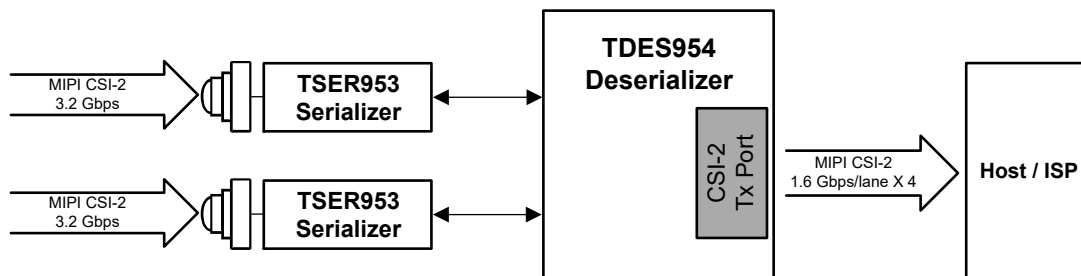 MIPI CSI-2
3.2 Gbps
TSER953
Serializer
MIPI CSI-2
3.2 Gbps
TSER953
Serializer
TDES954
Deserializer
CSI-2
Tx Port
MIPI CSI-2
1.6 Gbps/lane X 4
Host / ISP